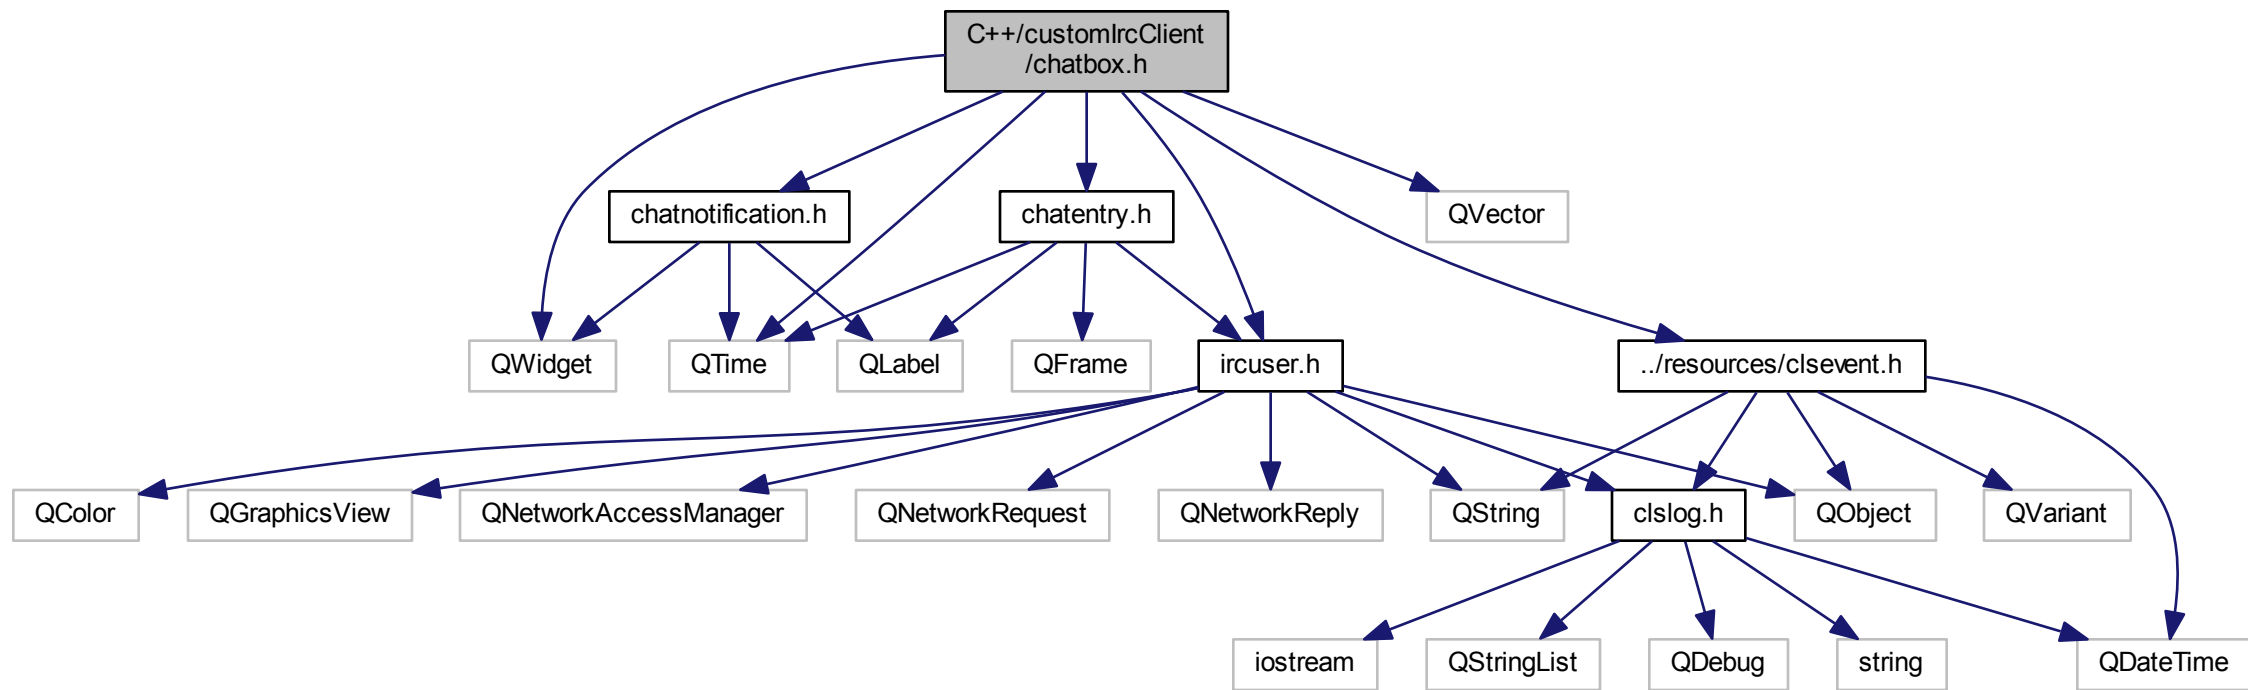 C++/customIrcClient
/chatbox.h
chatnotification.h
chatentry.h
QVector
QWidget
QTime
QLabel
QFrame
ircuser.h
../resources/clsevent.h
QColor
QGraphicsView
QNetworkAccessManager
QNetworkRequest
QNetworkReply
QString
clslog.h
QObject
QVariant
iostream
QStringList
QDebug
string
QDateTime